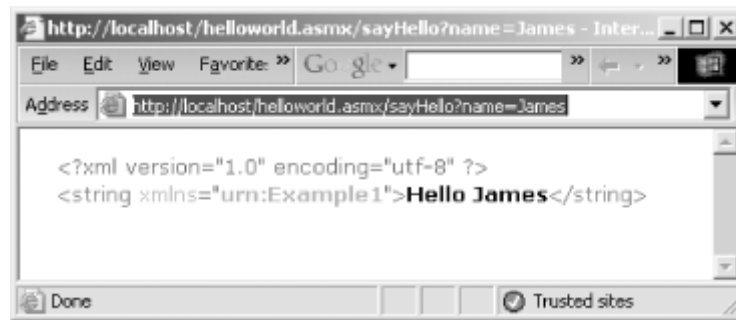 http://localhost/helloworld.asmx/sayHello?name=James - Inter...
File Edit View Favorite: » Google » »
Address http://localhost/helloworld.asmx/sayHello?name=James
<?xml version="1.0" encoding="utf-8" ?>
<string xmlns="urn:Example1">Hello James</string>
Done Trusted sites